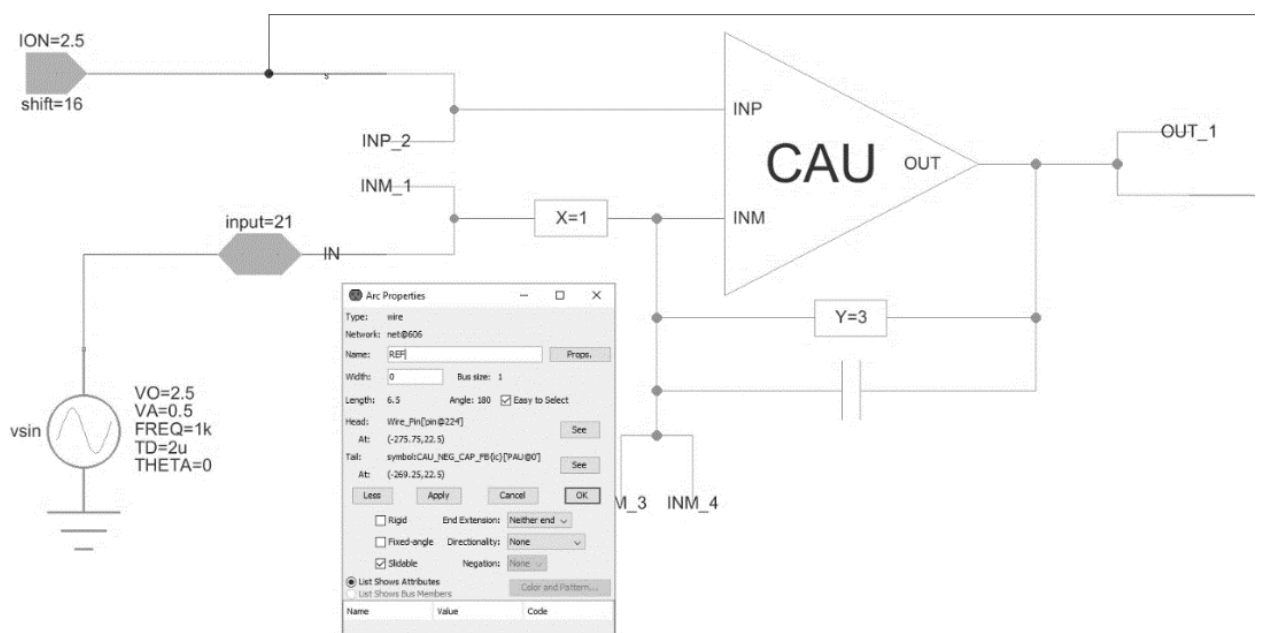 ION=2.5
shift=16
s
INP_2
INM_1
input=21
IN
X=1
INP
CAU
OUT
INM
OUT_1
Y=3
vsin
VO=2.5
VA=0.5
FREQ=1k
TD=2u
THETA=0
M_3
INM_4
Arc Properties
Type: wire
Network: net@606
Name: REF Props.
Width: 0 Bus size: 1
Length: 6.5 Angle: 180 Easy to Select
Head: Wire_Pin['pin@224'] See
At: (-275.75,22.5)
Tail: symbol:CAU_NEG_CAP_FB{ic}['PAU@0'] See
At: (-269.25,22.5)
Less Apply Cancel OK
Rigid End Extension: Neither end
Fixed-angle Directionality: None
Slidable Negation: None
List Shows Attributes Color and Pattern...
List Shows Bus Members
Name Value Code